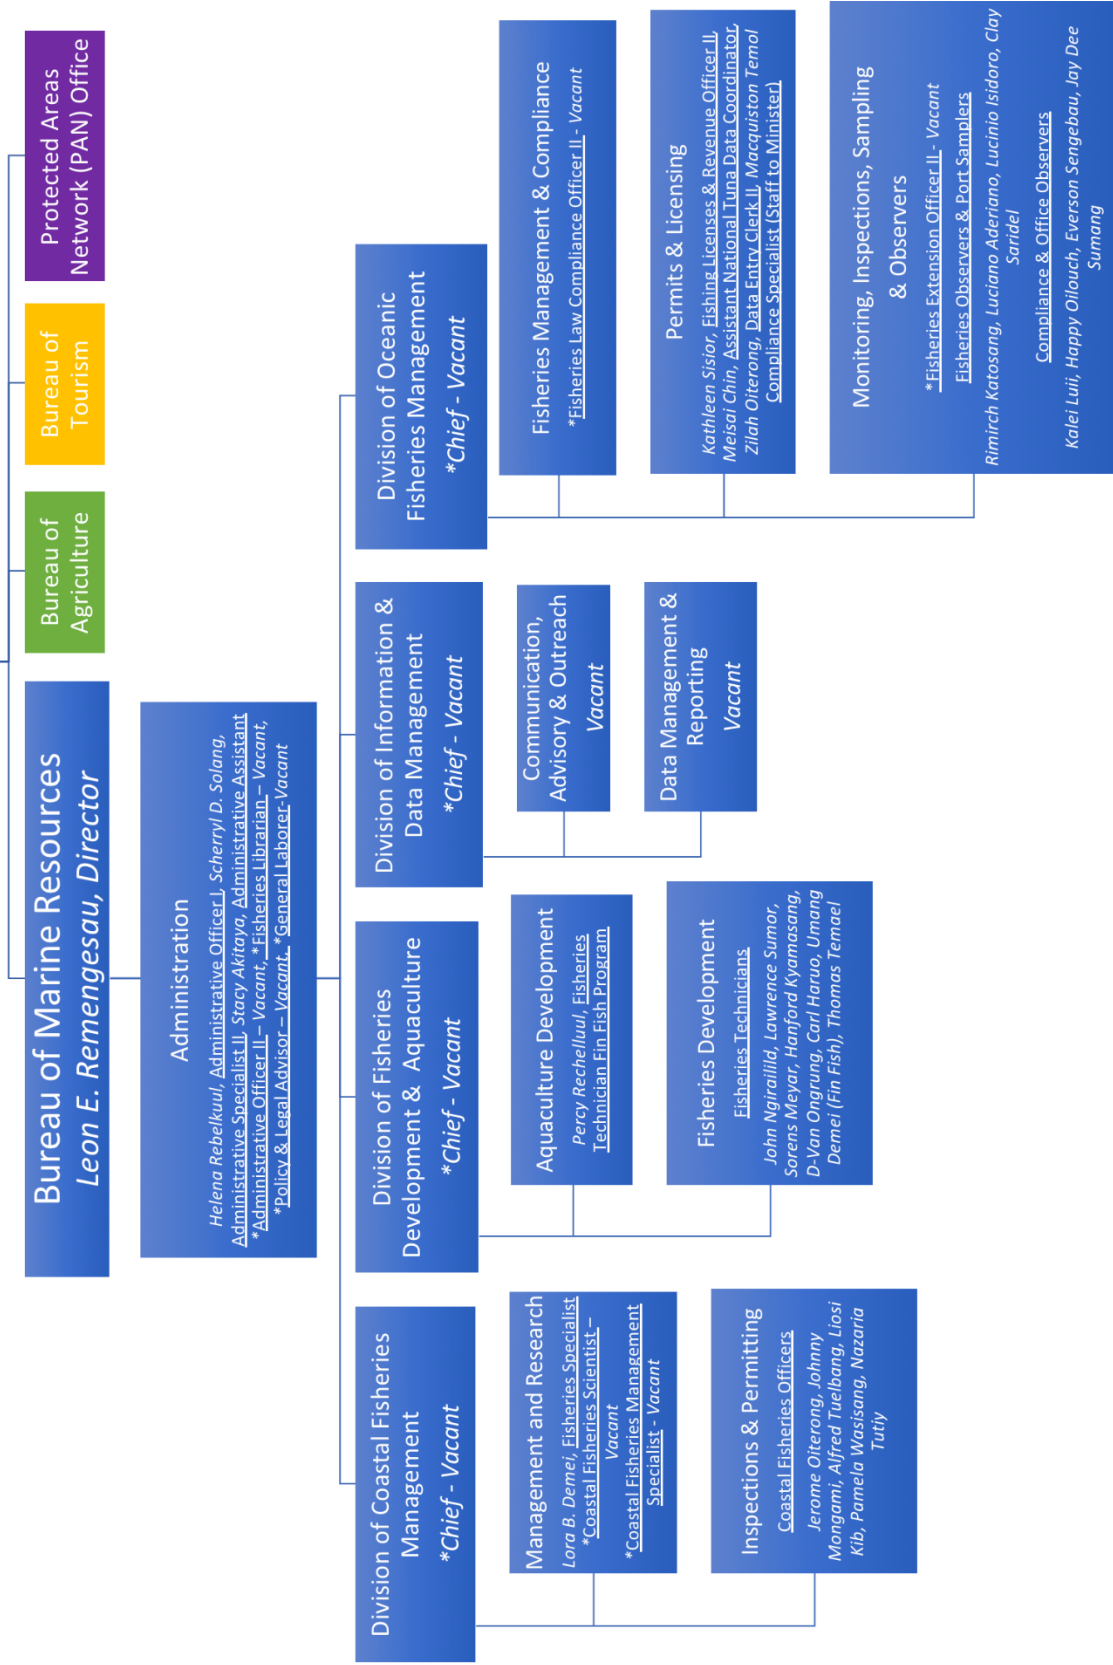 Bureau of Marine Resources
Leon E. Remengesau, Director
Bureau of
Agriculture
Bureau of
Tourism
Protected Areas
Network (PAN) Office
Administration
Helena Rebelkuul, Administrative Officer I, Scherryl D. Solang,
Administrative Specialist II, Stacy Akitaya, Administrative Assistant
*Administrative Officer II – Vacant, *Fisheries Librarian – Vacant,
*Policy & Legal Advisor – Vacant, *General Laborer-Vacant
Division of Coastal Fisheries
Management
*Chief - Vacant
Management and Research
Lora B. Demei, Fisheries Specialist
*Coastal Fisheries Scientist –
Vacant
*Coastal Fisheries Management
Specialist - Vacant
Inspections & Permitting
Coastal Fisheries Officers
Jerome Oiterong, Johnny
Mongami, Alfred Tuelbang, Liosi
Kib, Pamela Wasisang, Nazaria
Tutiy
Division of Fisheries
Development & Aquaculture
*Chief - Vacant
Aquaculture Development
Percy Rechelluul, Fisheries
Technician Fin Fish Program
Fisheries Development
Fisheries Technicians
John Ngirailild, Lawrence Sumor,
Sorens Meyar, Hanford Kyamasang,
D-Van Ongrung, Carl Haruo, Umang
Demei (Fin Fish), Thomas Temael
Division of Information &
Data Management
*Chief - Vacant
Communication,
Advisory & Outreach
Vacant
Data Management &
Reporting
Vacant
Division of Oceanic
Fisheries Management
*Chief - Vacant
Fisheries Management & Compliance
*Fisheries Law Compliance Officer II - Vacant
Permits & Licensing
Kathleen Sisior, Fishing Licenses & Revenue Officer II,
Meisai Chin, Assistant National Tuna Data Coordinator,
Zilah Oiterong, Data Entry Clerk II, Macquiston Temol
Compliance Specialist (Staff to Minister)
Monitoring, Inspections, Sampling
& Observers
*Fisheries Extension Officer II - Vacant
Fisheries Observers & Port Samplers
Rimirch Katosang, Luciano Aderiano, Lucinio Isidoro, Clay
Saridel
Compliance & Office Observers
Kalei Luii, Happy Oilouch, Everson Sengebau, Jay Dee
Sumang